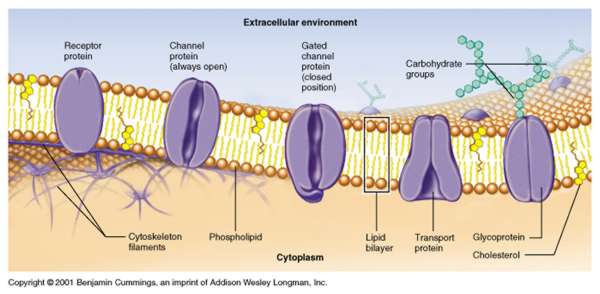 Extracellular environment
Receptor
protein
Channel
protein
(always open)
Gated
channel
protein
(closed
position)
Carbohydrate
groups
Cytoskeleton
filaments
Phospholipid
Cytoplasm
Lipid
bilayer
Transport
protein
Glycoprotein
Cholesterol
Copyright © 2001 Benjamin Cummings, an imprint of Addison Wesley Longman, Inc.